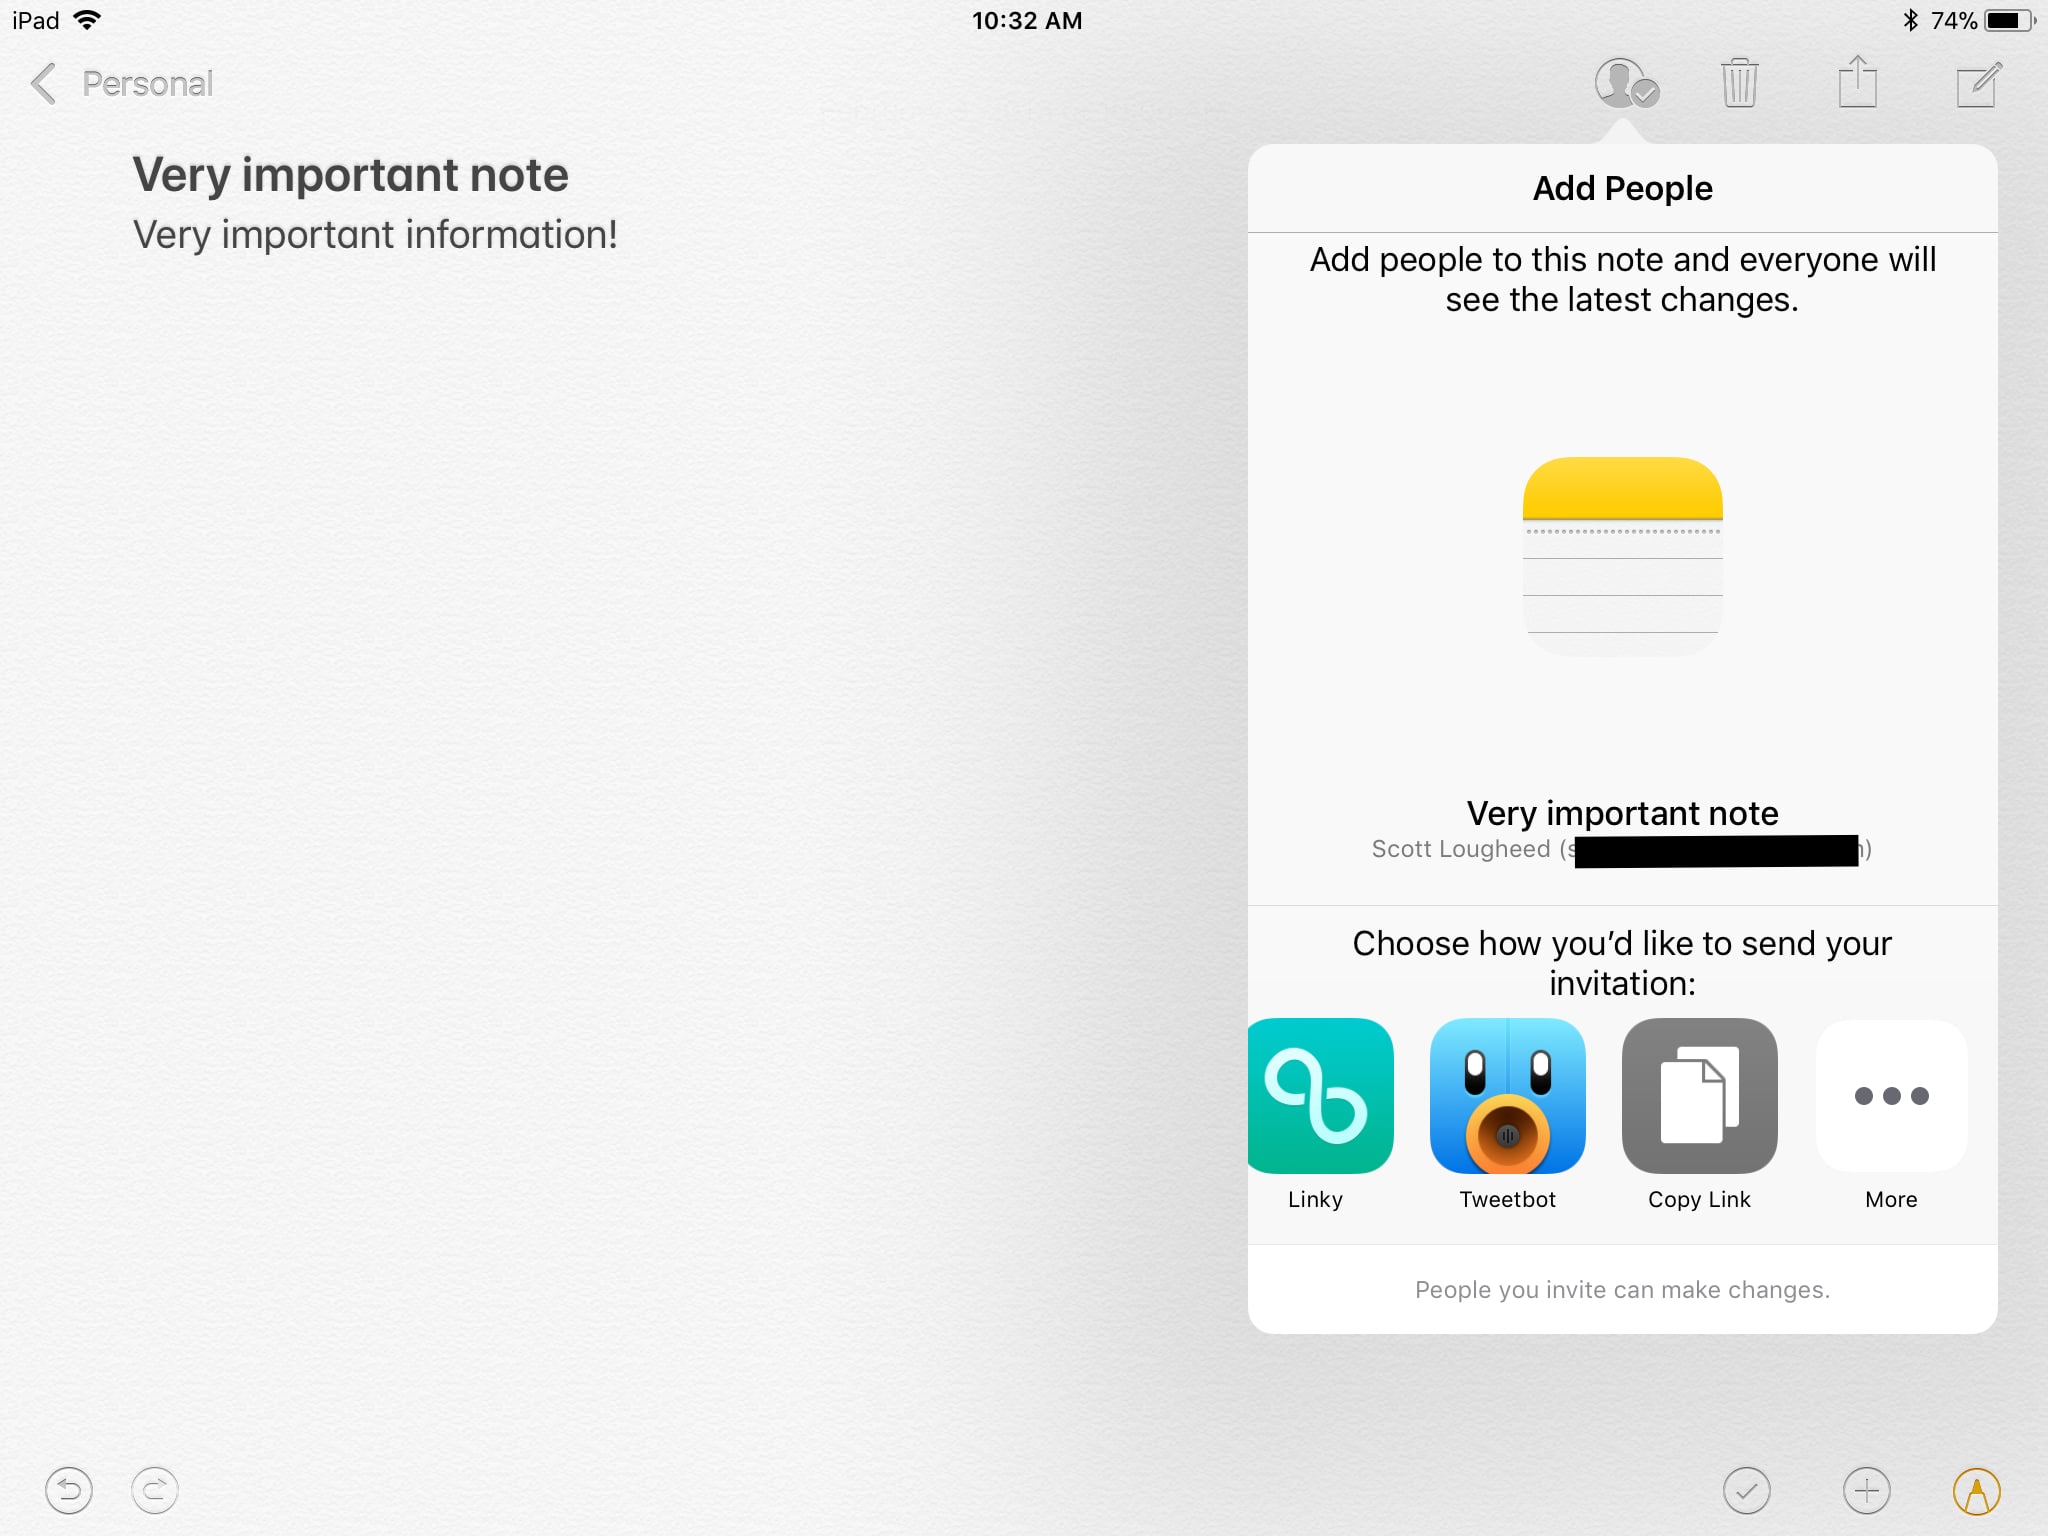 iPad 10:32 AM 74%
Personal
Very important note
Very important information!
Add People
Add people to this note and everyone will
see the latest changes.
Very important note
Scott Lougheed (s )
Choose how you’d like to send your
invitation:
Linky Tweetbot Copy Link More
People you invite can make changes.